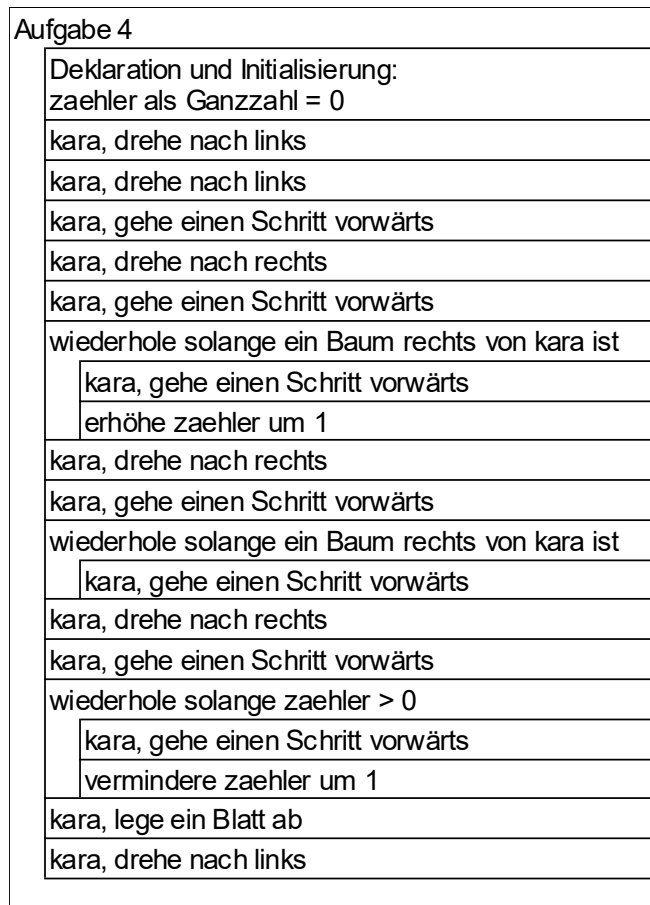 Aufgabe 4
Deklaration und Initialisierung:
zaehler als Ganzzahl = 0
kara, drehe nach links
kara, drehe nach links
kara, gehe einen Schritt vorwärts
kara, drehe nach rechts
kara, gehe einen Schritt vorwärts
wiederhole solange ein Baum rechts von kara ist
kara, gehe einen Schritt vorwärts
erhöhe zaehler um 1
kara, drehe nach rechts
kara, gehe einen Schritt vorwärts
wiederhole solange ein Baum rechts von kara ist
kara, gehe einen Schritt vorwärts
kara, drehe nach rechts
kara, gehe einen Schritt vorwärts
wiederhole solange zaehler > 0
kara, gehe einen Schritt vorwärts
vermindere zaehler um 1
kara, lege ein Blatt ab
kara, drehe nach links